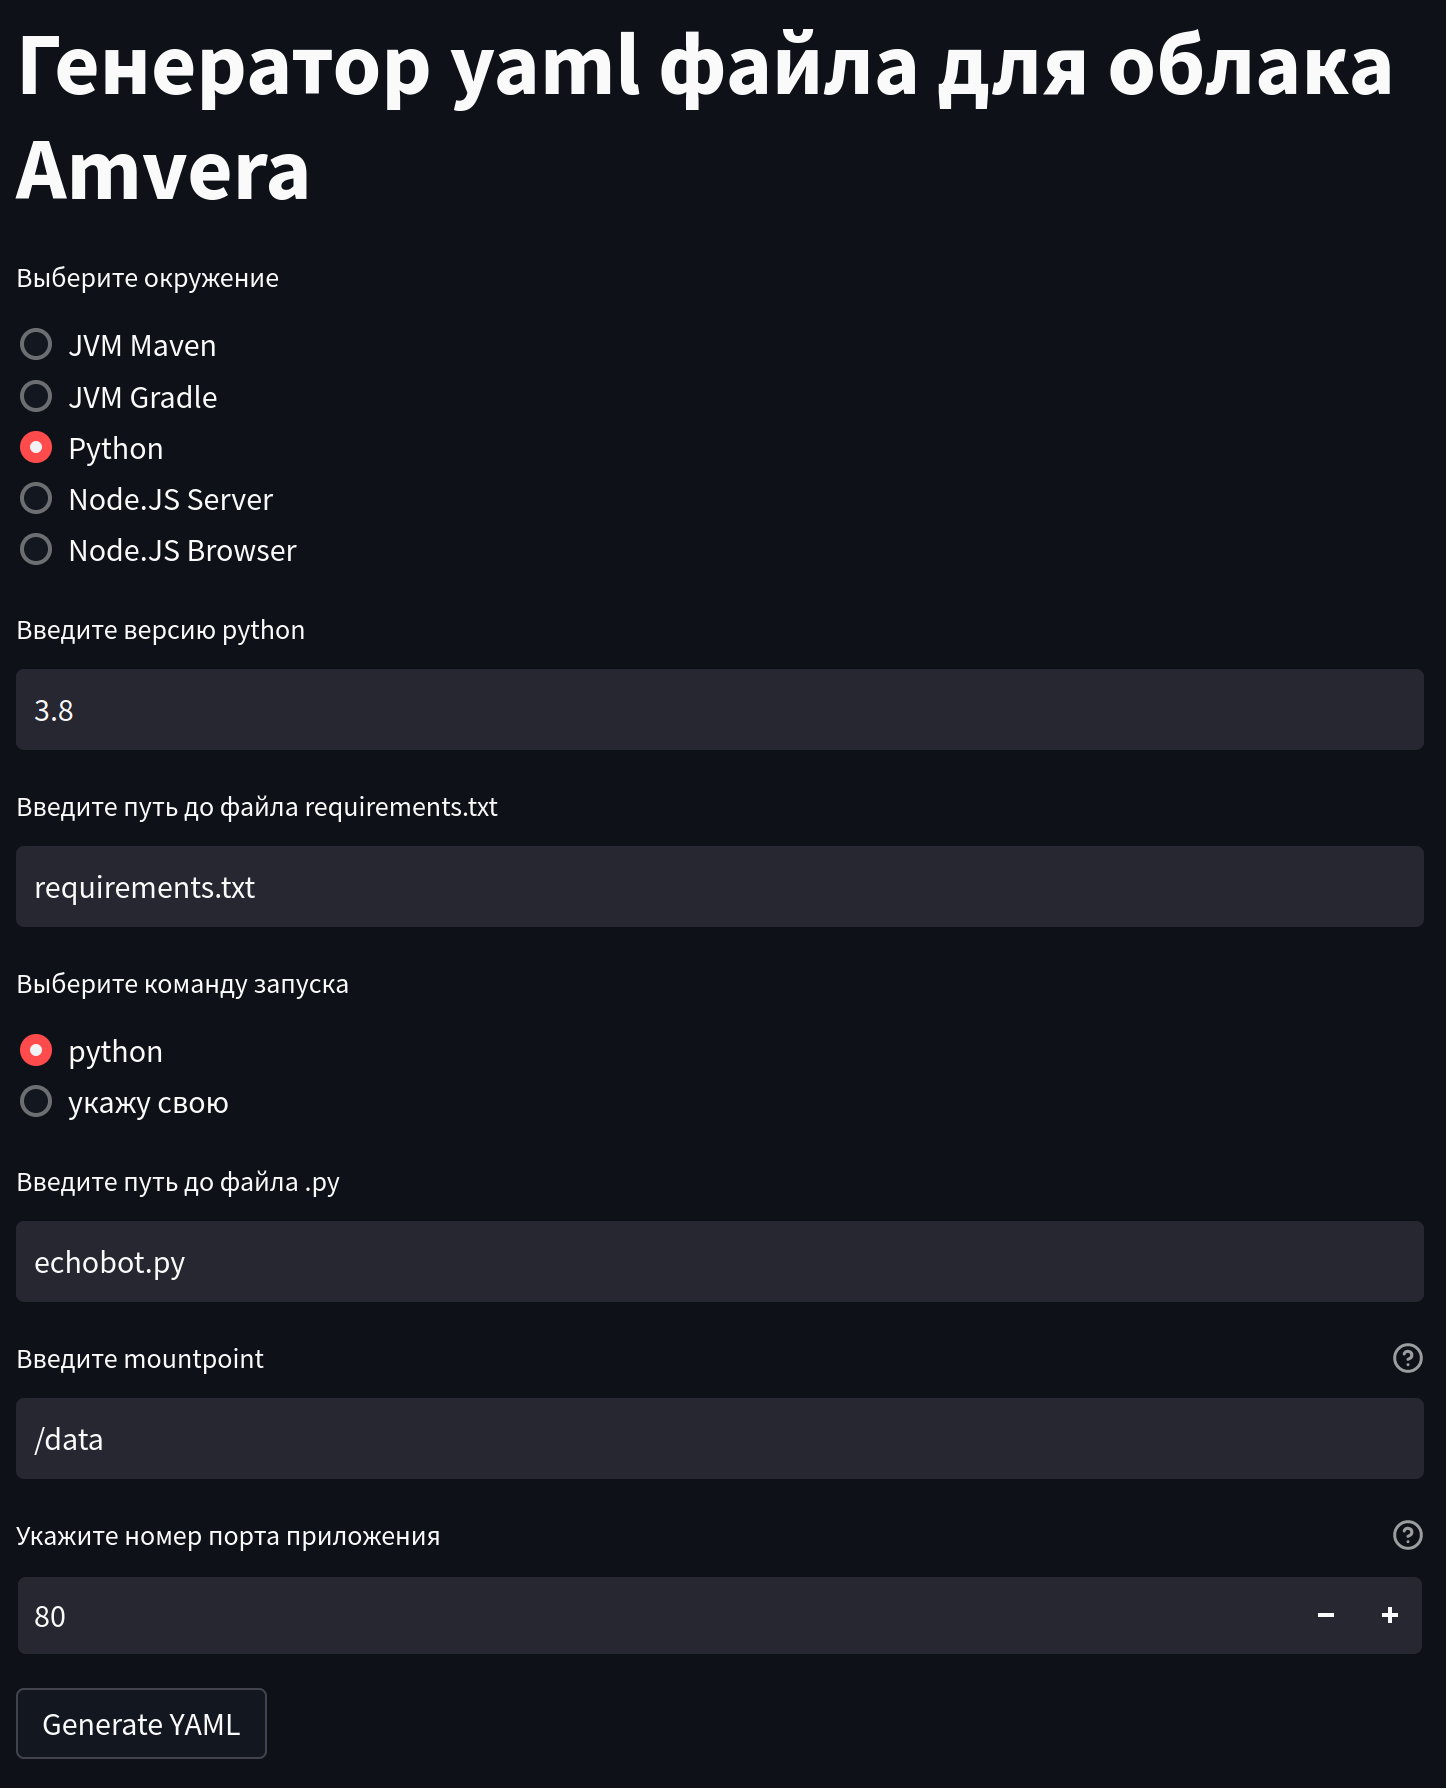 Генератор yaml файла для облака
Amvera
Выберите окружение
JVM Maven
JVM Gradle
Python
Node.JS Server
Node.JS Browser
Введите версию python
3.8
Введите путь до файла requirements.txt
requirements.txt
Выберите команду запуска
python
укажу свою
Введите путь до файла .py
echobot.py
Введите mountpoint
/data
Укажите номер порта приложения
80
Generate YAML